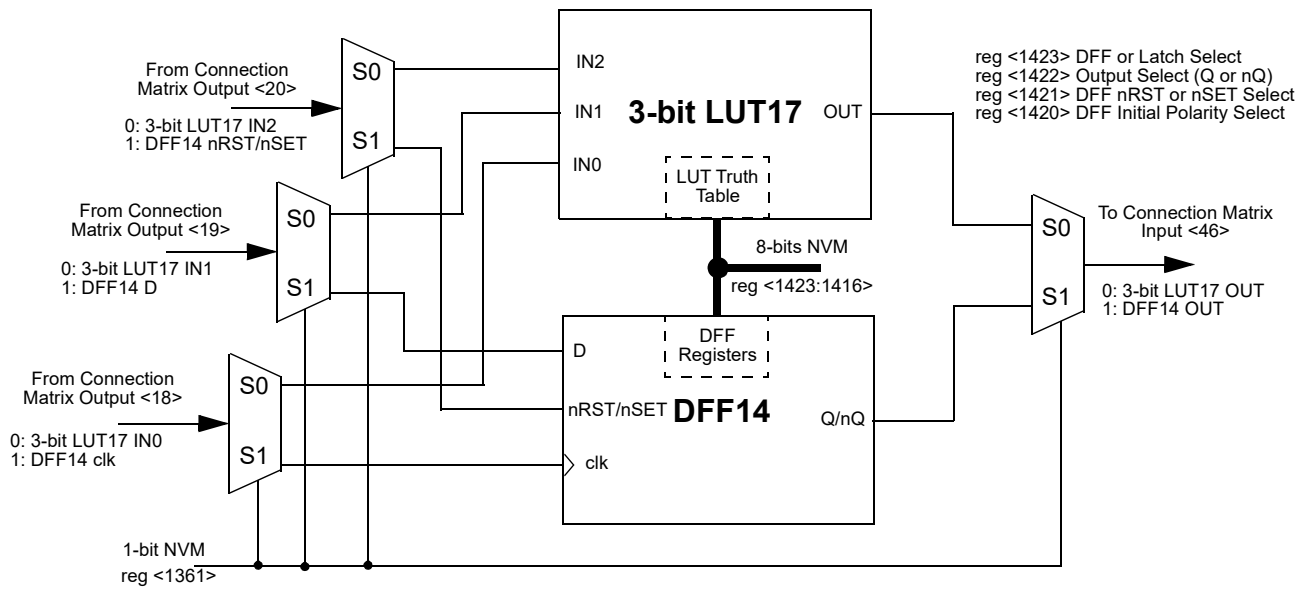 From Connection
Matrix Output <20>
0: 3-bit LUT17 IN2
1: DFF14 nRST/nSET
S0
S1
From Connection
Matrix Output <19>
0: 3-bit LUT17 IN1
1: DFF14 D
S0
S1
From Connection
Matrix Output <18>
0: 3-bit LUT17 IN0
1: DFF14 clk
S0
S1
1-bit NVM
reg <1361>
IN2
IN1
IN0
3-bit LUT17
OUT
LUT Truth
Table
8-bits NVM
reg <1423:1416>
DFF
Registers
D
nRST/nSET
DFF14
Q/nQ
clk
reg <1423> DFF or Latch Select
reg <1422> Output Select (Q or nQ)
reg <1421> DFF nRST or nSET Select
reg <1420> DFF Initial Polarity Select
S0
S1
To Connection Matrix
Input <46>
0: 3-bit LUT17 OUT
1: DFF14 OUT